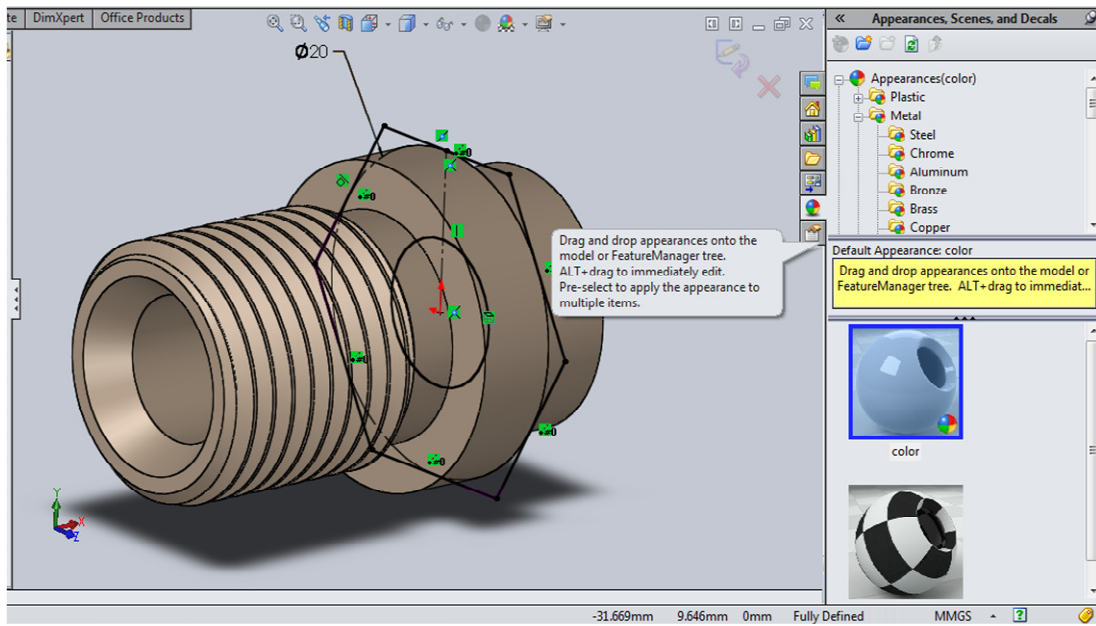 te
DimXpert
Office Products
Ø20
Drag and drop appearances onto the
model or FeatureManager tree.
ALT+drag to immediately edit.
Pre-select to apply the appearance to
multiple items.
Y
X
Z
Appearances, Scenes, and Decals
Appearances(color)
Plastic
Metal
Steel
Chrome
Aluminum
Bronze
Brass
Copper
Default Appearance: color
Drag and drop appearances onto the model or
FeatureManager tree. ALT+drag to immediat...
color
-31.669mm 9.646mm 0mm Fully Defined MMGS